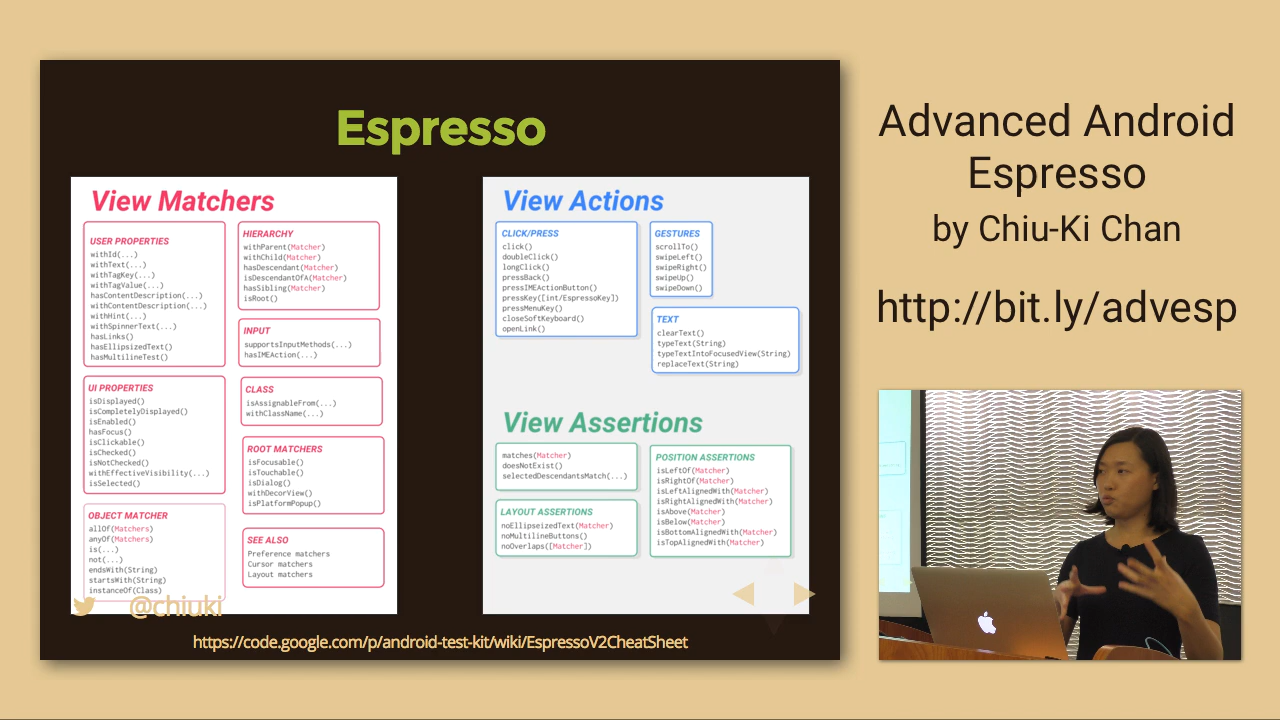 Espresso
View Matchers
USER PROPERTIES
withId(...)
withText(...)
withTagKey(...)
withTagValue(...)
hasContentDescription(...)
withContentDescription(...)
withHint(...)
withSpinnerText(...)
hasLinks()
hasEllipsizedText()
hasMultilineTest()
UI PROPERTIES
isDisplayed()
isCompletelyDisplayed()
isEnabled()
hasFocus()
isClickable()
isChecked()
isNotChecked()
withEffectiveVisibility(...)
isSelected()
OBJECT MATCHER
allOf(Matchers)
anyOf(Matchers)
is(...)
not(...)
endsWith(String)
startsWith(String)
instanceOf(Class)
HIERARCHY
withParent(Matcher)
withChild(Matcher)
hasDescendant(Matcher)
isDescendantOfA(Matcher)
hasSibling(Matcher)
isRoot()
INPUT
supportsInputMethods(...)
hasIMEAction(...)
CLASS
isAssignableFrom(...)
withClassName(...)
ROOT MATCHERS
isFocusable()
isTouchable()
isDialog()
withDecorView()
isPlatformPopup()
SEE ALSO
Preference matchers
Cursor matchers
Layout matchers
View Actions
CLICK/PRESS
click()
doubleClick()
longClick()
pressBack()
pressIMEActionButton()
pressKey([int/EspressoKey])
pressMenuKey()
closeSoftKeyboard()
openLink()
GESTURES
scrollTo()
swipeLeft()
swipeRight()
swipeUp()
swipeDown()
TEXT
clearText()
typeText(String)
typeTextIntoFocusedView(String)
replaceText(String)
View Assertions
matches(Matcher)
doesNotExist()
selectedDescendantsMatch(...)
LAYOUT ASSERTIONS
noEllipseizedText(Matcher)
noMultilineButtons()
noOverlaps([Matcher])
POSITION ASSERTIONS
isLeftOf(Matcher)
isRightOf(Matcher)
isLeftAlignedWith(Matcher)
isRightAlignedWith(Matcher)
isAbove(Matcher)
isBelow(Matcher)
isBottomAlignedWith(Matcher)
isTopAlignedWith(Matcher)
@chiuki
https://code.google.com/p/android-test-kit/wiki/EspressoV2CheatSheet
Advanced Android
Espresso
by Chiu-Ki Chan
http://bit.ly/advesp